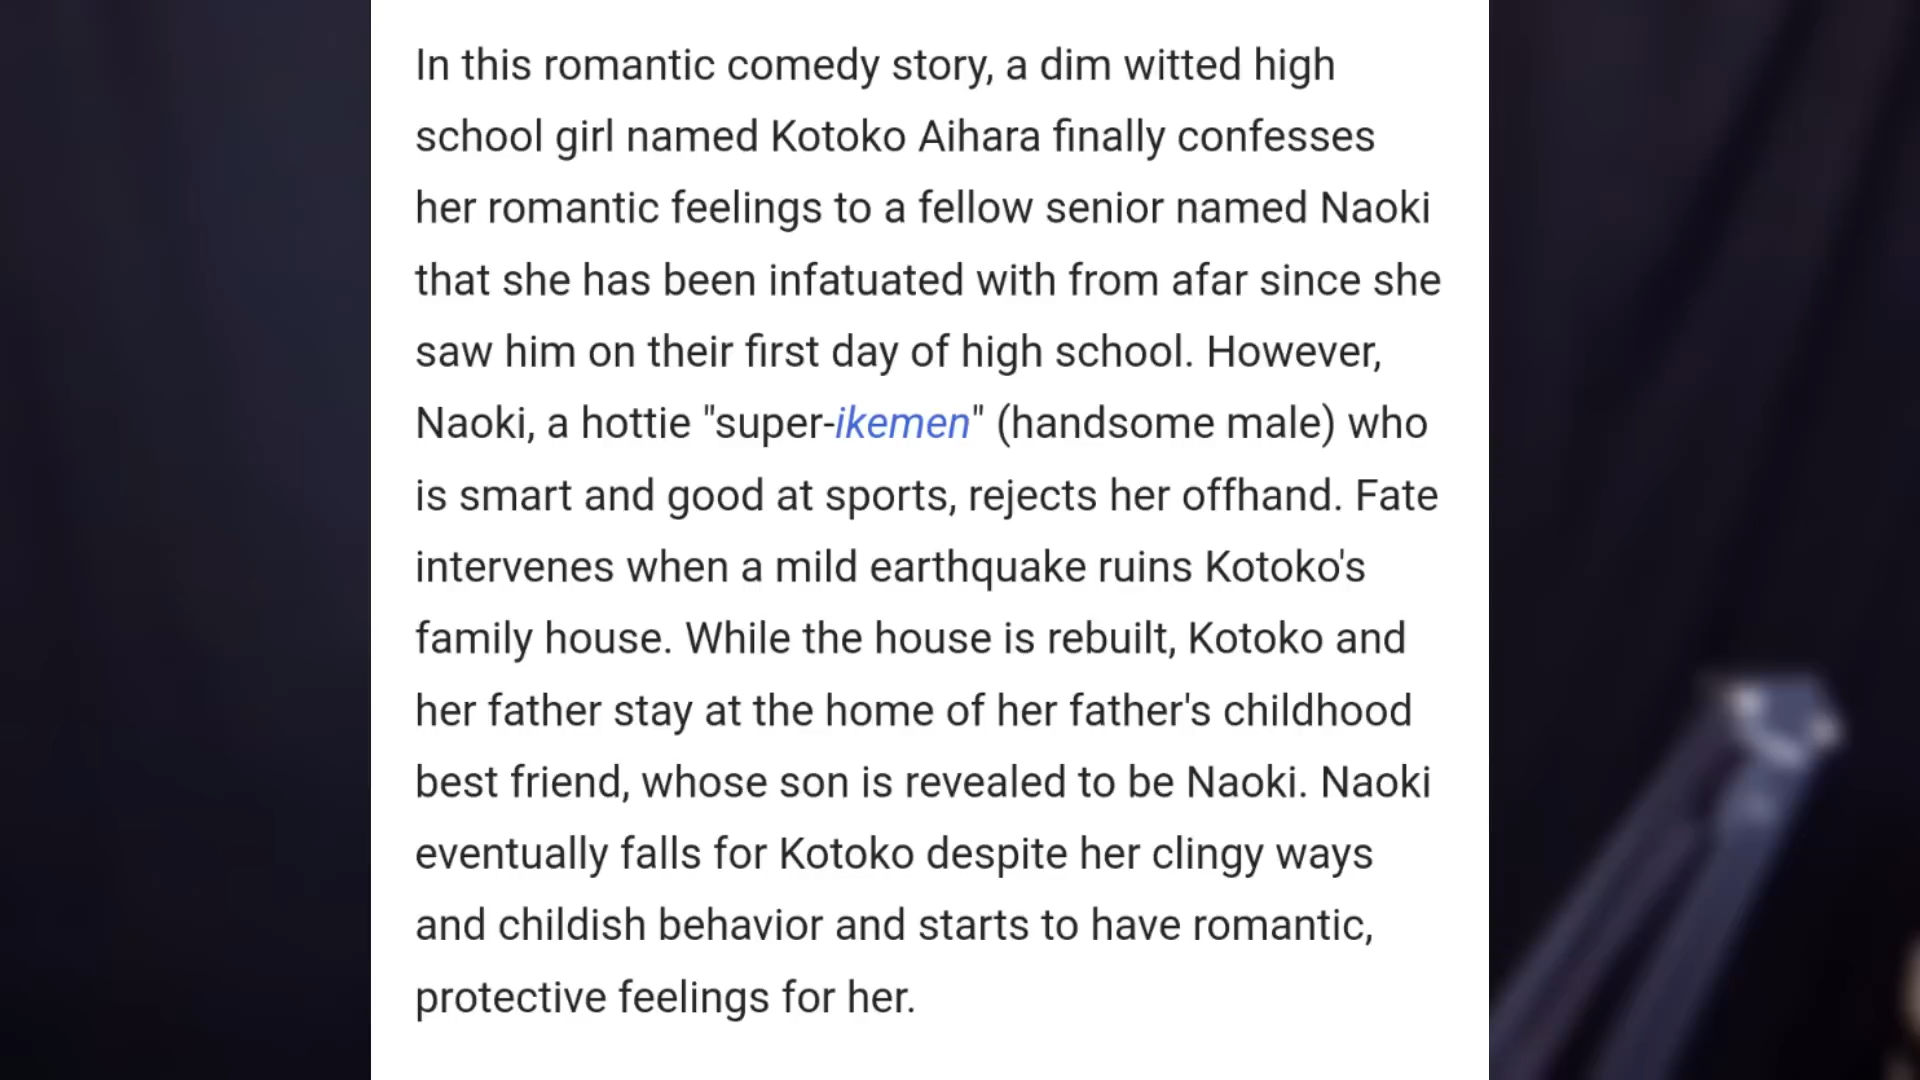 In this romantic comedy story, a dim witted high
school girl named Kotoko Aihara finally confesses
her romantic feelings to a fellow senior named Naoki
that she has been infatuated with from afar since she
saw him on their first day of high school. However,
Naoki, a hottie "super-ikemen" (handsome male) who
is smart and good at sports, rejects her offhand. Fate
intervenes when a mild earthquake ruins Kotoko's
family house. While the house is rebuilt, Kotoko and
her father stay at the home of her father's childhood
best friend, whose son is revealed to be Naoki. Naoki
eventually falls for Kotoko despite her clingy ways
and childish behavior and starts to have romantic,
protective feelings for her.